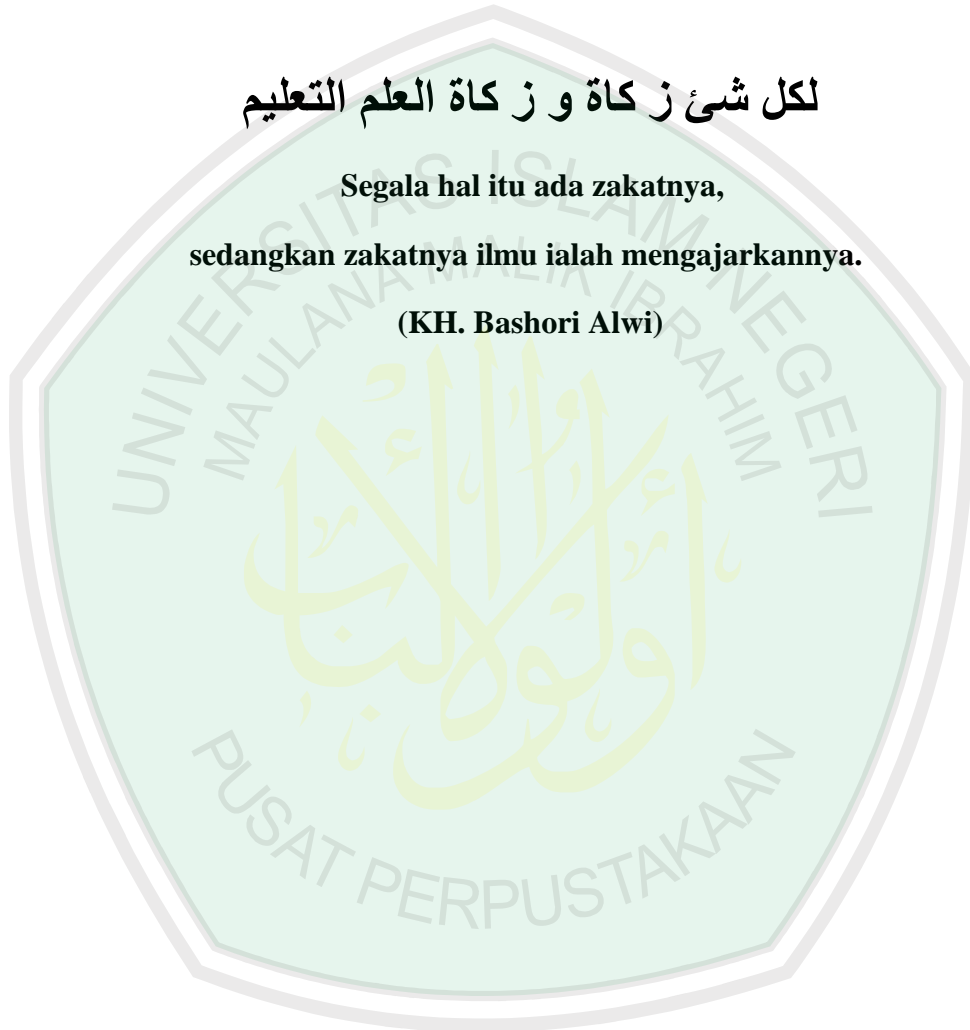 لكل شئ ز كاة و ز كاة العلم التعليم
Segala hal itu ada zakatnya,
sedangkan zakatnya ilmu ialah mengajarkannya.
(KH. Bashori Alwi)
UNIVERSITAS ISLAM NEGERI
MAULANA MALIK IBRAHIM
أولوا الألباب
PUSAT PERPUSTAKAAN